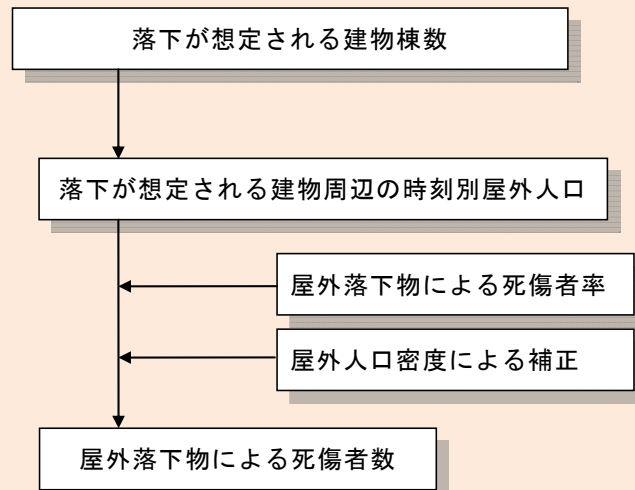 落下が想定される建物棟数
落下が想定される建物周辺の時刻別屋外人口
屋外落下物による死傷者率
屋外人口密度による補正
屋外落下物による死傷者数